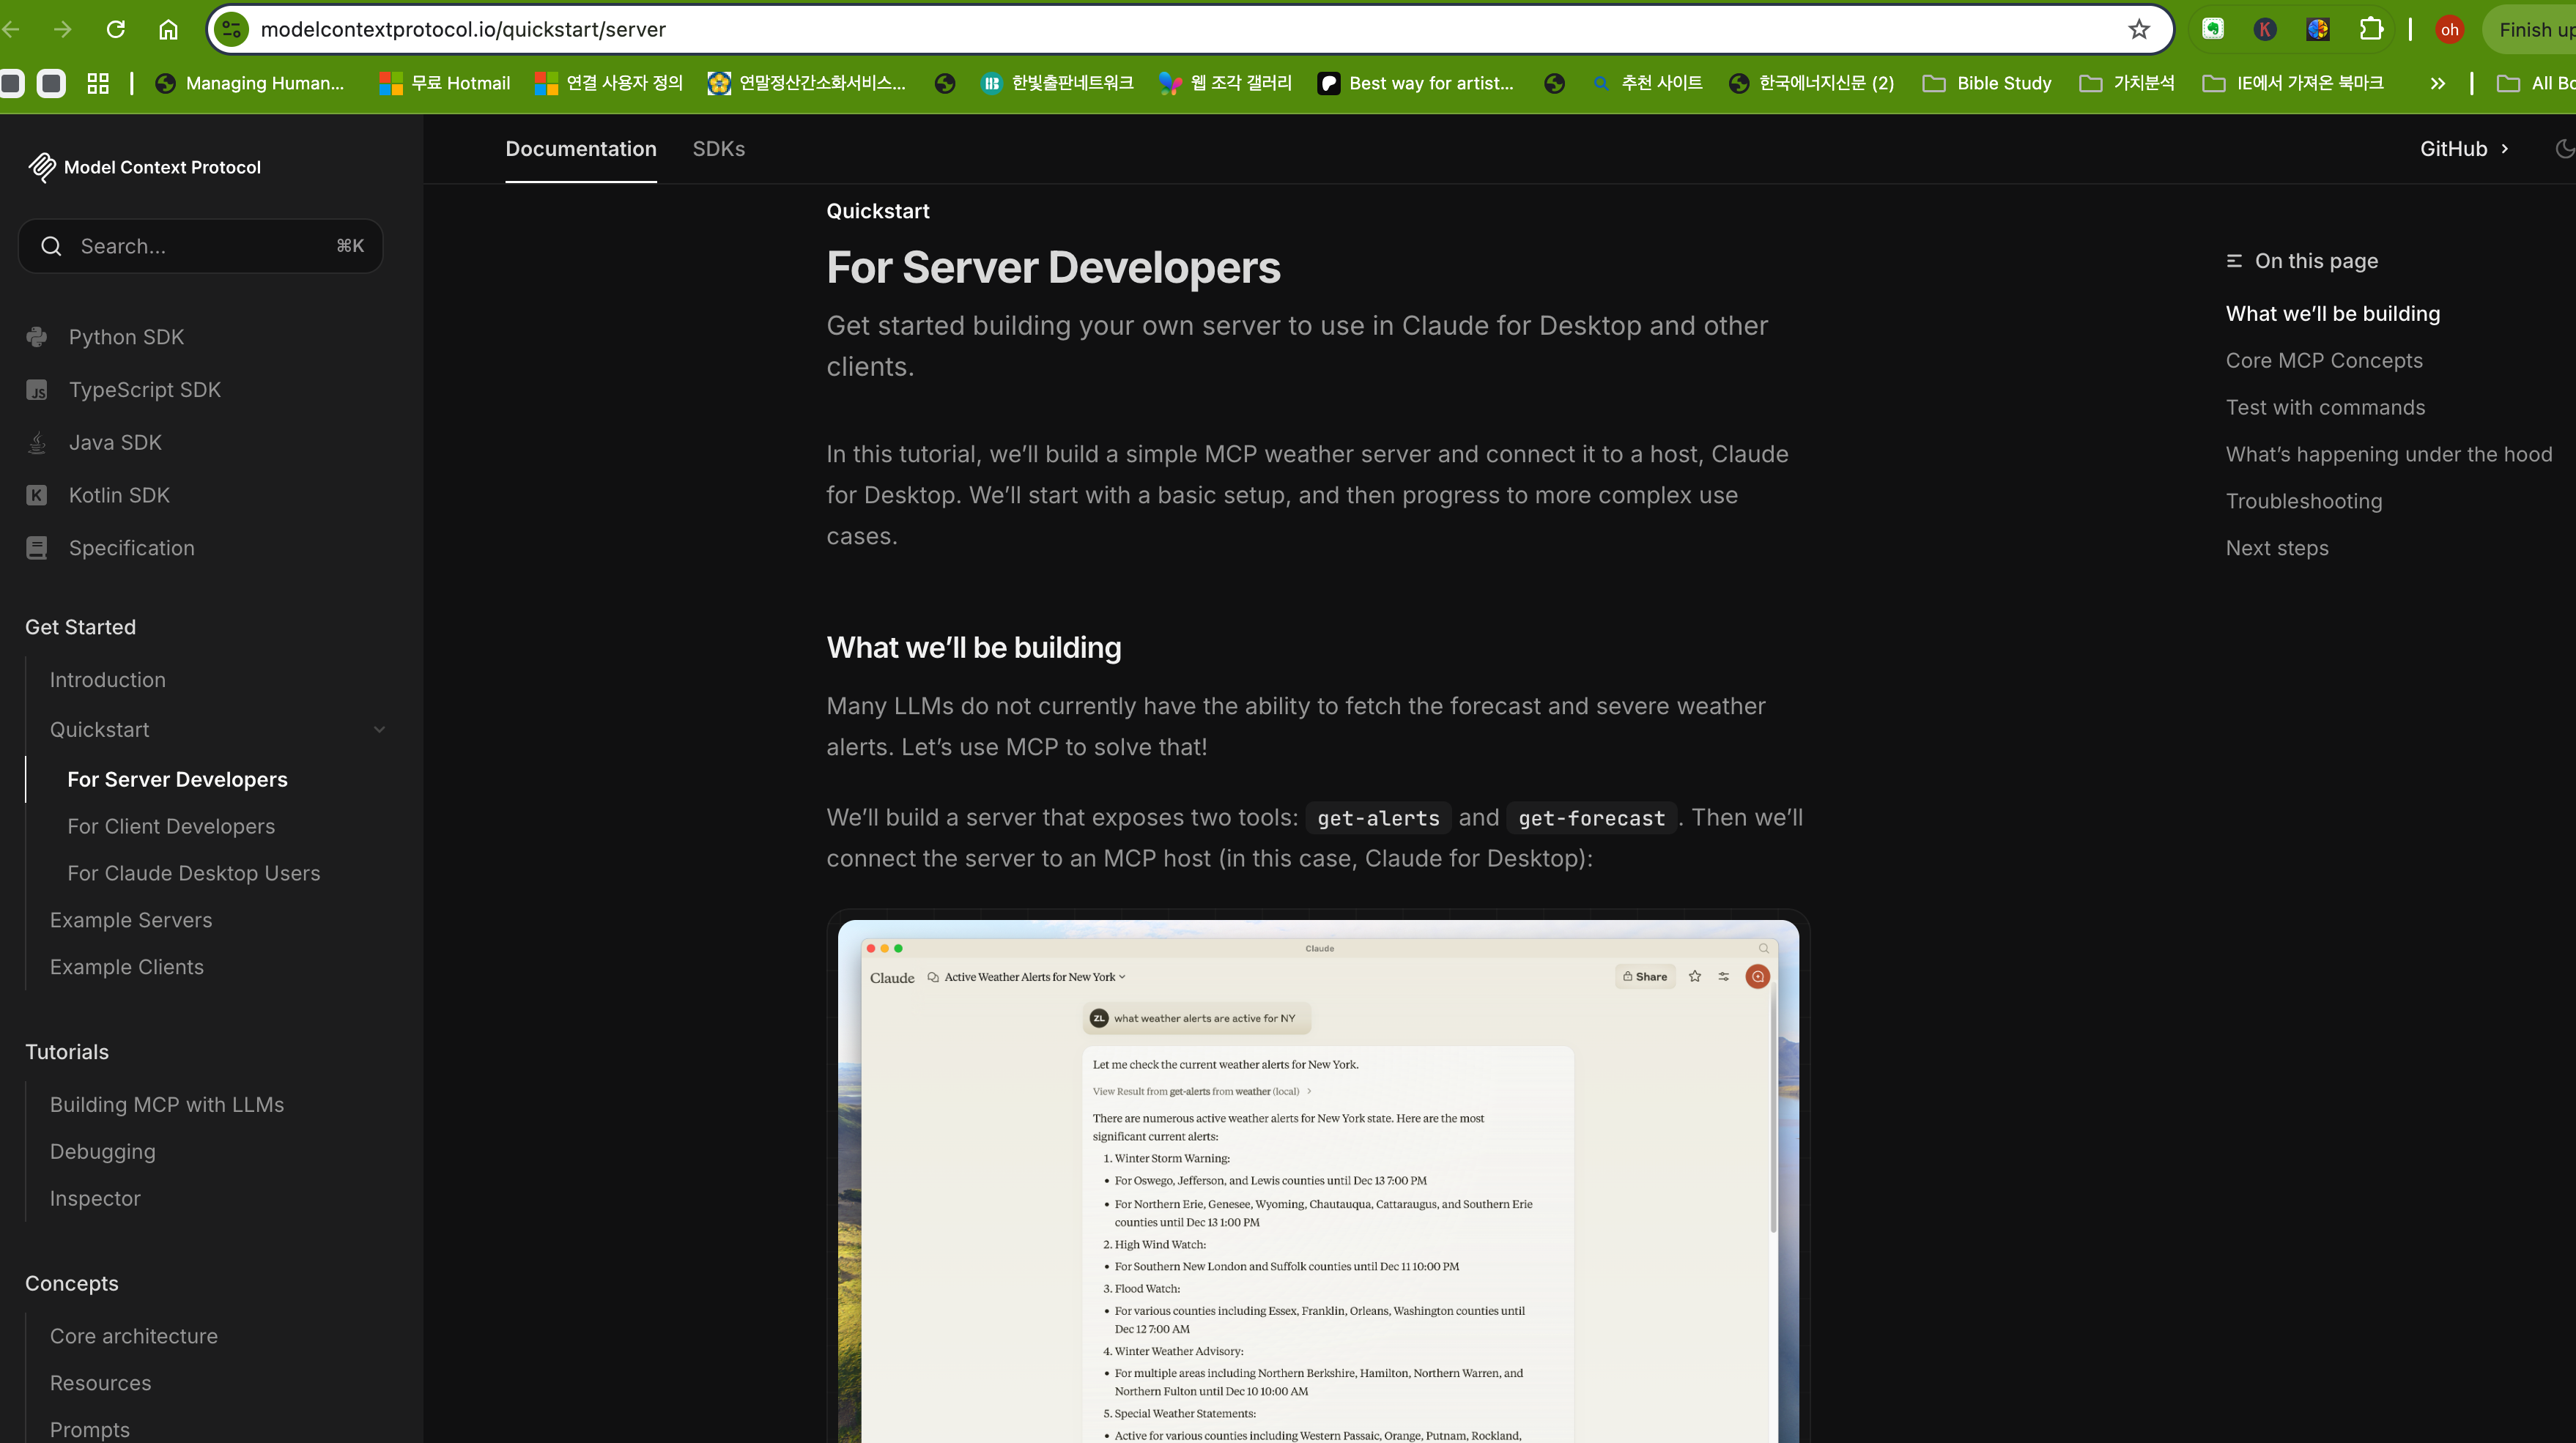 modelcontextprotocol.io/quickstart/server
oh
Finish up
Managing Human...
무료 Hotmail
연결 사용자 정의
연말정산간소화서비스...
한빛출판네트워크
웹 조각 갤러리
Best way for artist...
추천 사이트
한국에너지신문 (2)
Bible Study
가치분석
IE에서 가져온 북마크
All Bo
Model Context Protocol
Search...
⌘K
Python SDK
TypeScript SDK
Java SDK
Kotlin SDK
Specification
Get Started
Introduction
Quickstart
For Server Developers
For Client Developers
For Claude Desktop Users
Example Servers
Example Clients
Tutorials
Building MCP with LLMs
Debugging
Inspector
Concepts
Core architecture
Resources
Prompts
Documentation
SDKs
GitHub
Quickstart
For Server Developers
Get started building your own server to use in Claude for Desktop and other
clients.
In this tutorial, we’ll build a simple MCP weather server and connect it to a host, Claude
for Desktop. We’ll start with a basic setup, and then progress to more complex use
cases.
What we’ll be building
Many LLMs do not currently have the ability to fetch the forecast and severe weather
alerts. Let’s use MCP to solve that!
We’ll build a server that exposes two tools: get-alerts and get-forecast. Then we’ll
connect the server to an MCP host (in this case, Claude for Desktop):
Claude
Claude
Active Weather Alerts for New York
Share
ZL
what weather alerts are active for NY
Let me check the current weather alerts for New York.
View Result from get-alerts from weather (local)
There are numerous active weather alerts for New York state. Here are the most
significant current alerts:
1. Winter Storm Warning:
• For Oswego, Jefferson, and Lewis counties until Dec 13 7:00 PM
• For Northern Erie, Genesee, Wyoming, Chautauqua, Cattaraugus, and Southern Erie
counties until Dec 13 1:00 PM
2. High Wind Watch:
• For Southern New London and Suffolk counties until Dec 11 10:00 PM
3. Flood Watch:
• For various counties including Essex, Franklin, Orleans, Washington counties until
Dec 12 7:00 AM
4. Winter Weather Advisory:
• For multiple areas including Northern Berkshire, Hamilton, Northern Warren, and
Northern Fulton until Dec 10 10:00 AM
5. Special Weather Statements:
• Active for various counties including Western Passaic, Orange, Putnam, Rockland,
On this page
What we’ll be building
Core MCP Concepts
Test with commands
What’s happening under the hood
Troubleshooting
Next steps